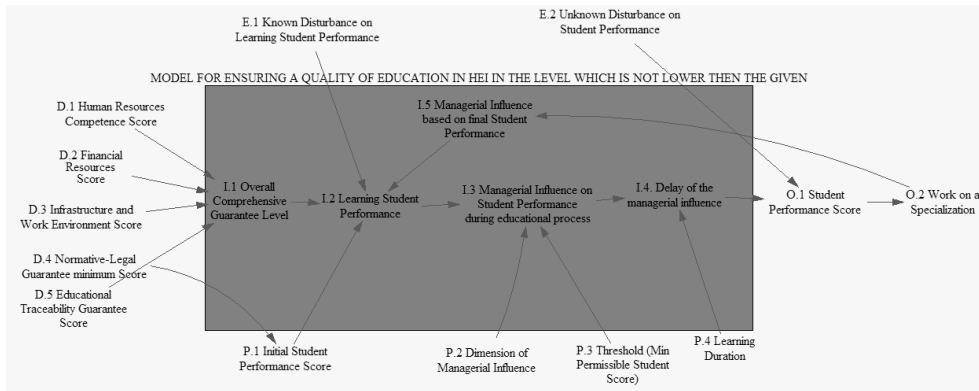 E.1 Known Disturbance on
Learning Student Performance
E.2 Unknown Disturbance on
Student Performance
MODEL FOR ENSURING A QUALITY OF EDUCATION IN HEI IN THE LEVEL WHICH IS NOT LOWER THEN THE GIVEN
D.1 Human Resources
Competence Score
D.2 Financial
Resources
Score
D.3 Infrastructure and
Work Environment Score
D.4 Normative-Legal
Guarantee minimum Score
D.5 Educational
Traceability Guarantee
Score
I.5 Managerial Influence
based on final Student
Performance
I.1 Overall
Comprehensive
Guarantee Level
I.2 Learning Student
Performance
I.3 Managerial Influence on
Student Performance
during educational process
I.4. Delay of the
managerial influence
O.1 Student
Performance Score
O.2 Work on a
Specialization
P.1 Initial Student
Performance Score
P.2 Dimension of
Managerial Influence
P.3 Threshold (Min
Permissible Student
Score)
P.4 Learning
Duration